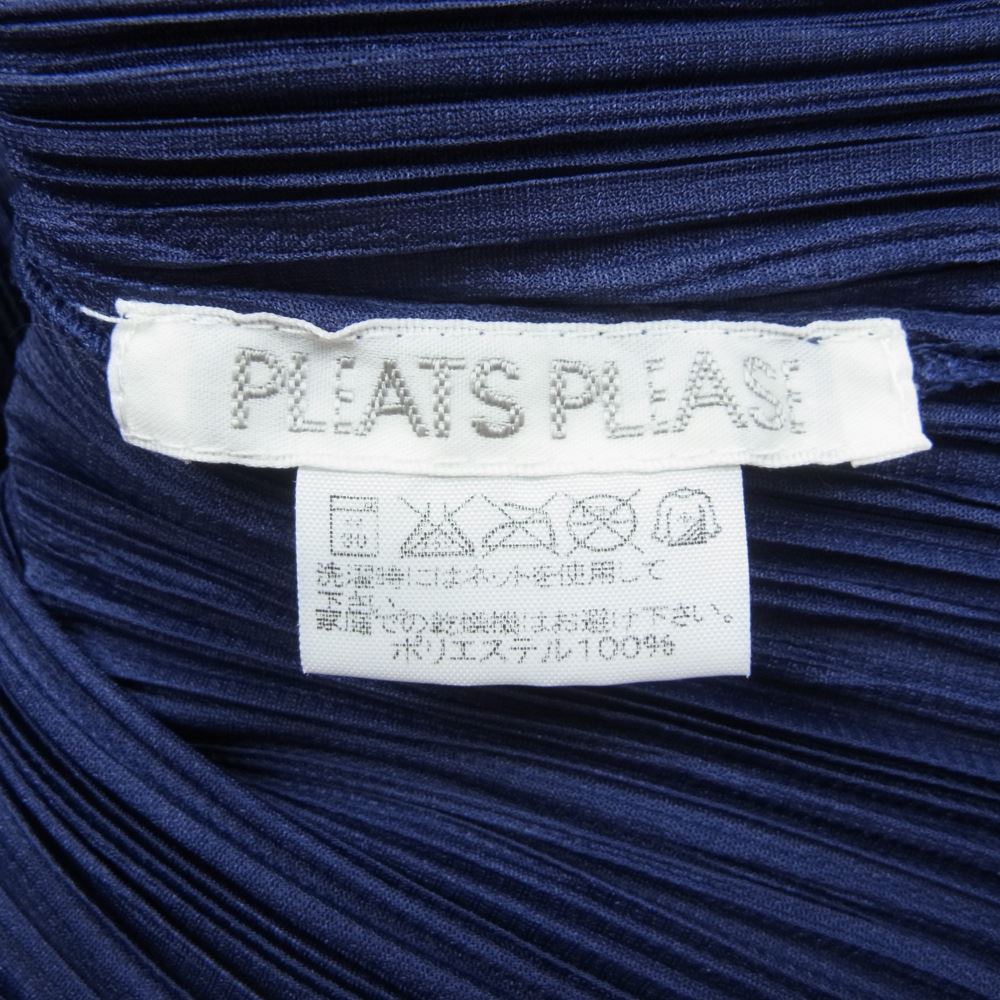 PLEATS PLEASE
洗濯時にはネットを使用して
下さい、
家庭での乾燥機はお避け下さい。
ポリエステル100%